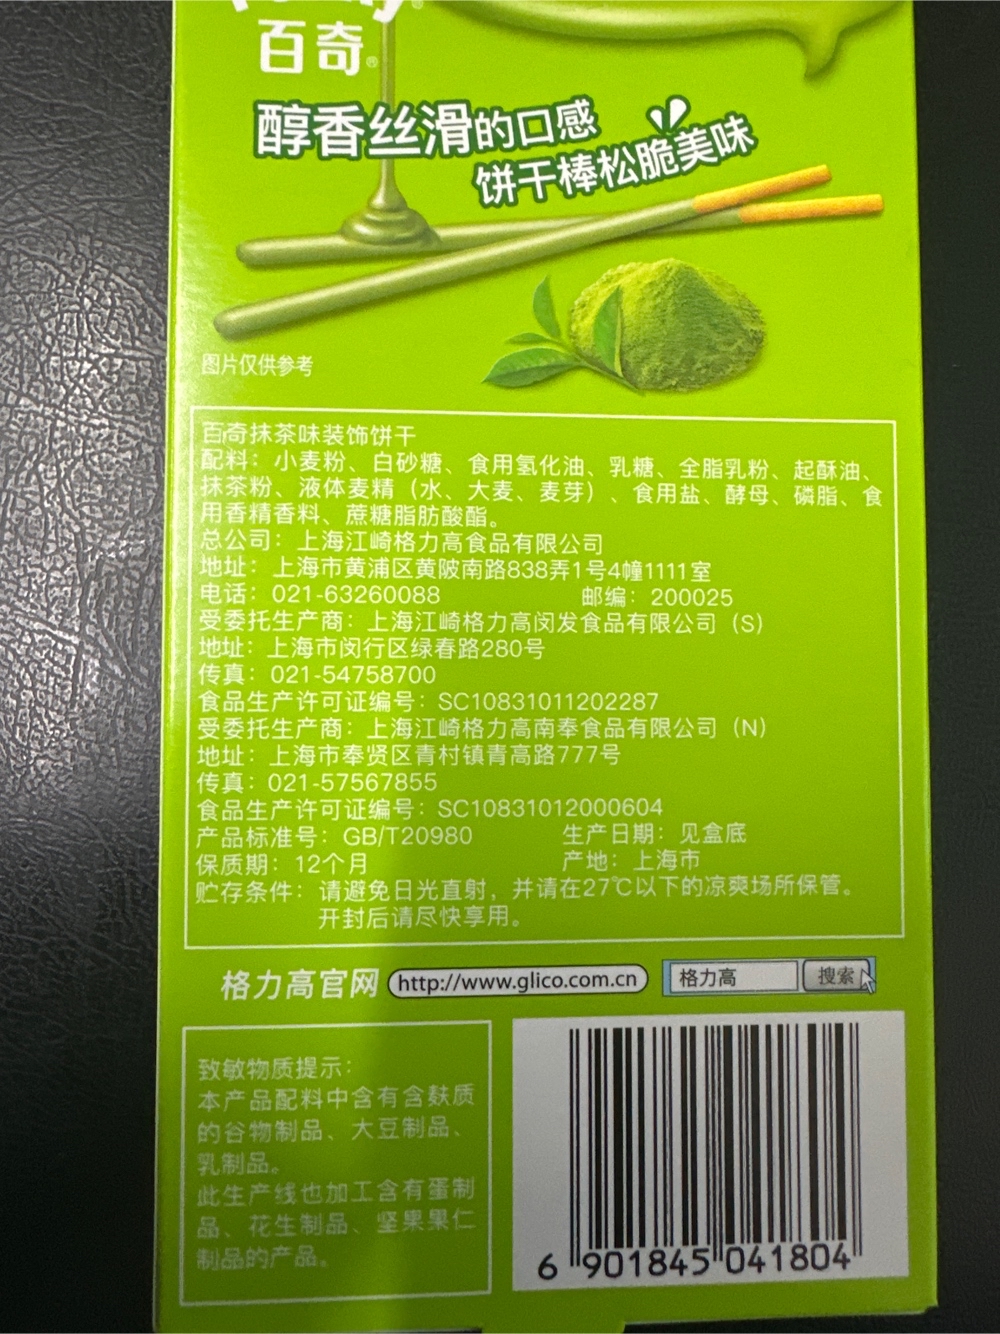 百奇®
醇香丝滑的口感
饼干棒松脆美味
图片仅供参考
百奇抹茶味装饰饼干
配料：小麦粉、白砂糖、食用氢化油、乳糖、全脂乳粉、起酥油、
抹茶粉、液体麦精（水、大麦、麦芽）、食用盐、酵母、磷脂、食
用香精香料、蔗糖脂肪酸酯。
总公司：上海江崎格力高食品有限公司
地址：上海市黄浦区黄陂南路838弄1号4幢1111室
电话：021-63260088 邮编：200025
受委托生产商：上海江崎格力高闵发食品有限公司（S）
地址：上海市闵行区绿春路280号
传真：021-54758700
食品生产许可证编号：SC10831011202287
受委托生产商：上海江崎格力高南奉食品有限公司（N）
地址：上海市奉贤区青村镇青高路777号
传真：021-57567855
食品生产许可证编号：SC10831012000604
产品标准号：GB/T20980 生产日期：见盒底
保质期：12个月 产地：上海市
贮存条件：请避免日光直射，并请在27℃以下的凉爽场所保管。
开封后请尽快享用。
格力高官网 http://www.glico.com.cn 格力高 搜索
致敏物质提示：
本产品配料中含有含麸质
的谷物制品、大豆制品、
乳制品。
此生产线也加工含有蛋制
品、花生制品、坚果果仁
制品的产品。
6 901845 041804